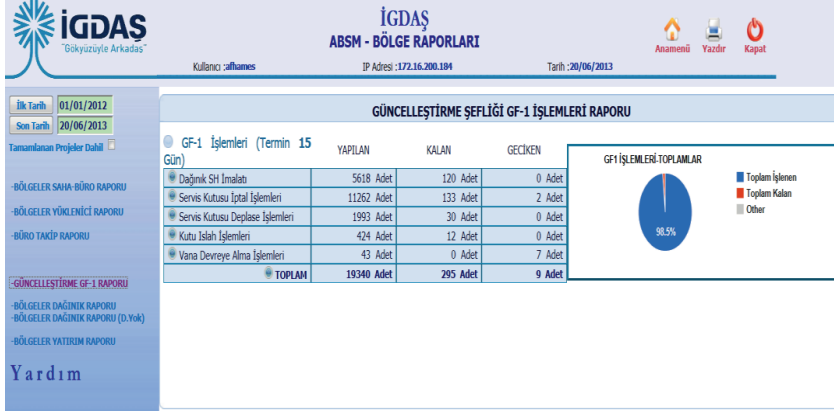 İGDAŞ
"Gökyüzüyle Arkadaş"
İGDAŞ
ABSM - BÖLGE RAPORLARI
Anamenü Yazdır Kapat
Kullanıcı :afhames IP Adresi :172.16.200.184 Tarih :20/06/2013
İlk Tarih 01/01/2012
Son Tarih 20/06/2013
Tamamlanan Projeler Dahil
-BÖLGELER SAHA-BÜRO RAPORU
-BÖLGELER YÜKLENİCİ RAPORU
-BÜRO TAKİP RAPORU
-GÜNCELLEŞTİRME GF-1 RAPORU
-BÖLGELER DAĞINIK RAPORU
-BÖLGELER DAĞINIK RAPORU (D.Yok)
-BÖLGELER YATIRIM RAPORU
Yardım
GÜNCELLEŞTİRME ŞEFLİĞİ GF-1 İŞLEMLERİ RAPORU
GF-1 İşlemleri (Termin 15 Gün) YAPILAN KALAN GECİKEN
Dağınık SH İmalatı 5618 Adet 120 Adet 0 Adet
Servis Kutusu İptal İşlemleri 11262 Adet 133 Adet 2 Adet
Servis Kutusu Deplase İşlemleri 1993 Adet 30 Adet 0 Adet
Kutu Islah İşlemleri 424 Adet 12 Adet 0 Adet
Vana Devreye Alma İşlemleri 43 Adet 0 Adet 7 Adet
TOPLAM 19340 Adet 295 Adet 9 Adet
GF1 İŞLEMLERİ-TOPLAMLAR
98.5%
Toplam İşlenen
Toplam Kalan
Other